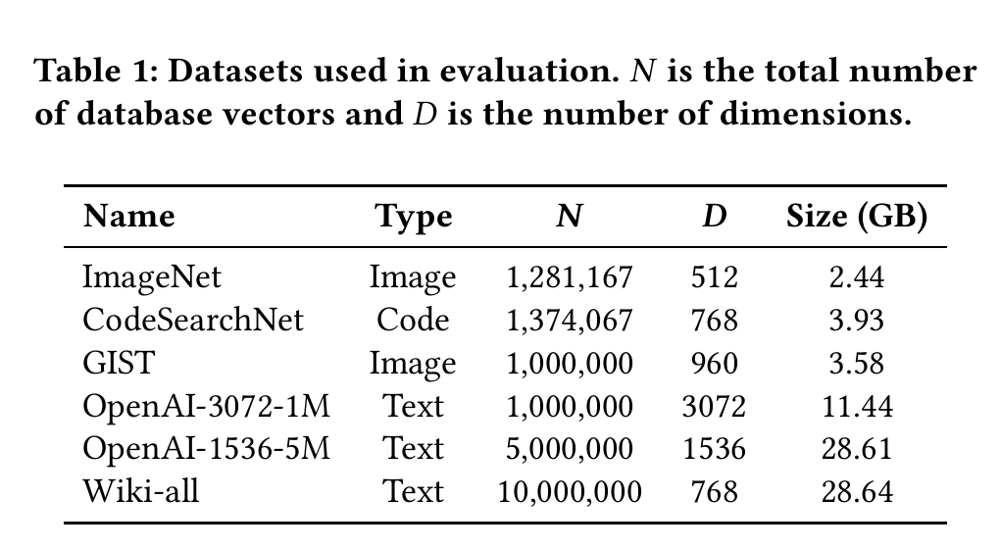 Table 1: Datasets used in evaluation. N is the total number
of database vectors and D is the number of dimensions.
Name Type N D Size (GB)
ImageNet Image 1,281,167 512 2.44
CodeSearchNet Code 1,374,067 768 3.93
GIST Image 1,000,000 960 3.58
OpenAI-3072-1M Text 1,000,000 3072 11.44
OpenAI-1536-5M Text 5,000,000 1536 28.61
Wiki-all Text 10,000,000 768 28.64